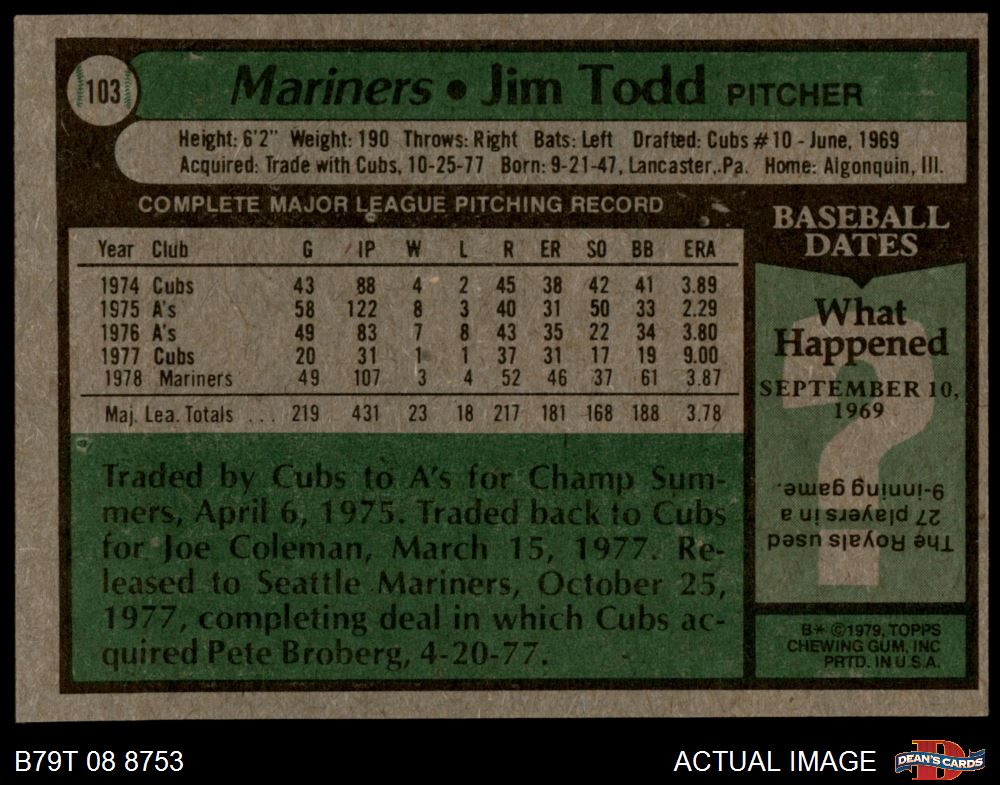 103
Mariners • Jim Todd PITCHER
Height: 6'2" Weight: 190 Throws: Right Bats: Left Drafted: Cubs #10 - June, 1969
Acquired: Trade with Cubs, 10-25-77 Born: 9-21-47, Lancaster, Pa. Home: Algonquin, Ill.
COMPLETE MAJOR LEAGUE PITCHING RECORD
Year Club G IP W L R ER SO BB ERA
1974 Cubs 43 88 4 2 45 38 42 41 3.89
1975 A's 58 122 8 3 40 31 50 33 2.29
1976 A's 49 83 7 8 43 35 22 34 3.80
1977 Cubs 20 31 1 1 37 31 17 19 9.00
1978 Mariners 49 107 3 4 52 46 37 61 3.87
Maj. Lea. Totals ... 219 431 23 18 217 181 168 188 3.78
Traded by Cubs to A's for Champ Sum-
mers, April 6, 1975. Traded back to Cubs
for Joe Coleman, March 15, 1977. Re-
leased to Seattle Mariners, October 25,
1977, completing deal in which Cubs ac-
quired Pete Broberg, 4-20-77.
BASEBALL
DATES
What
Happened
SEPTEMBER 10,
1969
?
The Royals used
27 players in a
9-inning game.
B* ©1979, TOPPS
CHEWING GUM, INC
PRTD. IN U.S.A.
B79T 08 8753
ACTUAL IMAGE
D
DEAN'S CARDS